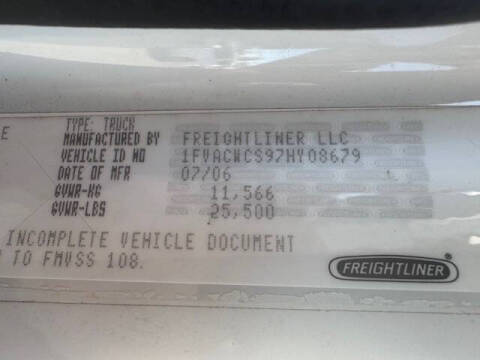 E
TYPE: TRUCK
MANUFACTURED BY FREIGHTLINER LLC
VEHICLE ID NO 1FVACWCS97HY08679
DATE OF MFR 07/06
GVWR-KG 11,566
GVWR-LBS 25,500
INCOMPLETE VEHICLE DOCUMENT
TO FMVSS 108.
FREIGHTLINER